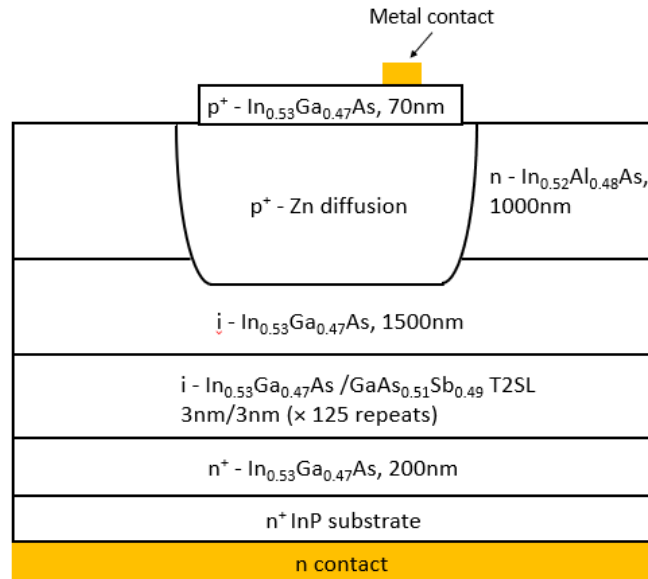 Metal contact
p⁺ - In₀.₅₃Ga₀.₄₇As, 70nm
p⁺ - Zn diffusion
n - In₀.₅₂Al₀.₄₈As,
1000nm
i - In₀.₅₃Ga₀.₄₇As, 1500nm
i - In₀.₅₃Ga₀.₄₇As /GaAs₀.₅₁Sb₀.₄₉ T2SL
3nm/3nm (× 125 repeats)
n⁺ - In₀.₅₃Ga₀.₄₇As, 200nm
n⁺ InP substrate
n contact